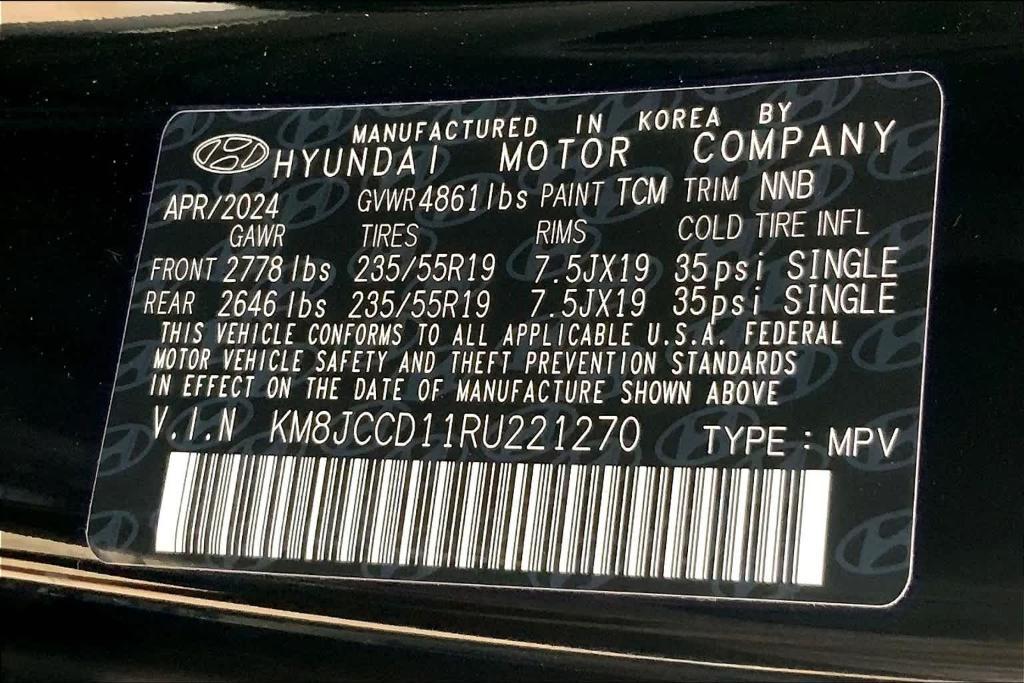 MANUFACTURED IN KOREA BY
HYUNDAI MOTOR COMPANY
APR/2024 GVWR 4861lbs PAINT TCM TRIM NNB
GAWR TIRES RIMS COLD TIRE INFL
FRONT 2778 lbs 235/55R19 7.5JX19 35psi SINGLE
REAR 2646 lbs 235/55R19 7.5JX19 35psi SINGLE
THIS VEHICLE CONFORMS TO ALL APPLICABLE U.S.A. FEDERAL
MOTOR VEHICLE SAFETY AND THEFT PREVENTION STANDARDS
IN EFFECT ON THE DATE OF MANUFACTURE SHOWN ABOVE
V.I.N KM8JCCD11RU221270 TYPE : MPV